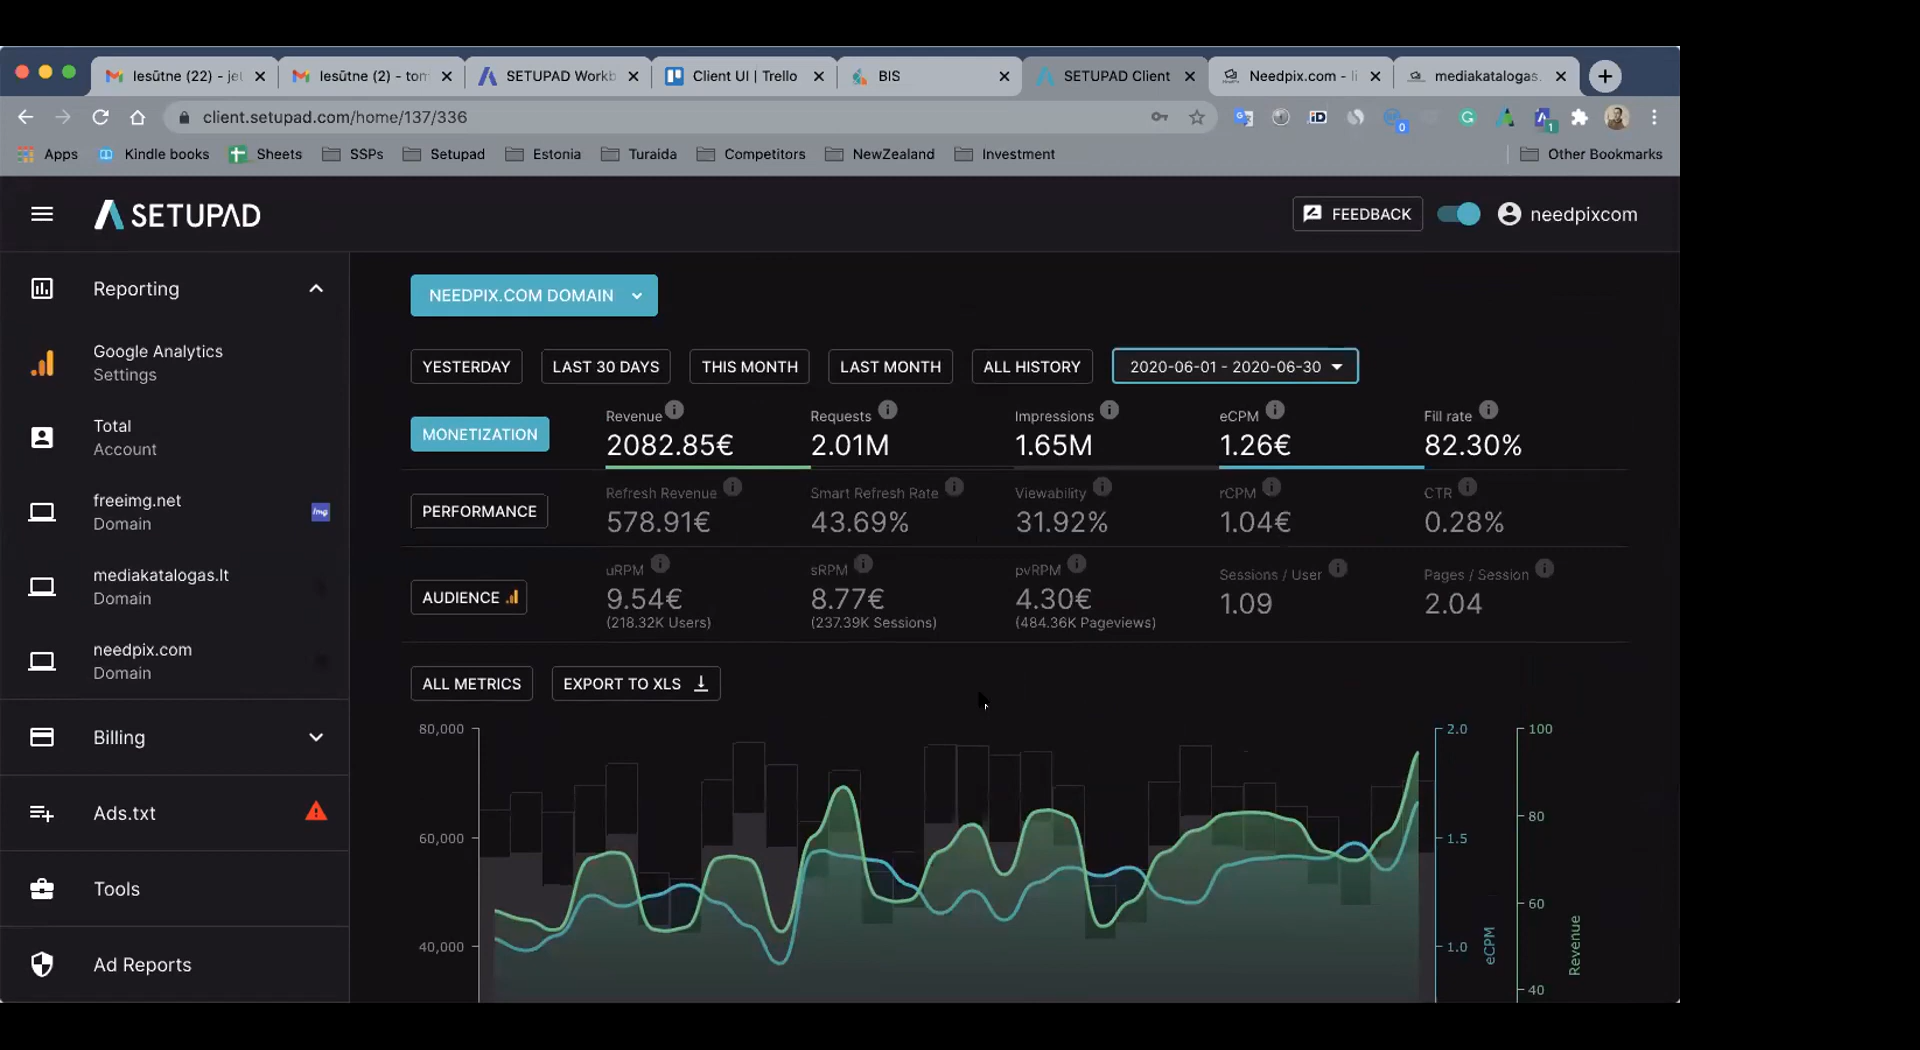 Iesūtne (22) - jel
Iesūtne (2) - tom
SETUPAD Workb
Client UI | Trello
BIS
SETUPAD Client
Needpix.com - li
mediakatalogas.
client.setupad.com/home/137/336
iD
0
G
1
Apps
Kindle books
Sheets
SSPs
Setupad
Estonia
Turaida
Competitors
NewZealand
Investment
Other Bookmarks
SETUPAD
FEEDBACK
needpixcom
Reporting
Google Analytics
Settings
Total
Account
freeimg.net
Domain
Img
mediakatalogas.lt
Domain
needpix.com
Domain
Billing
Ads.txt
Tools
Ad Reports
NEEDPIX.COM DOMAIN
YESTERDAY
LAST 30 DAYS
THIS MONTH
LAST MONTH
ALL HISTORY
2020-06-01 - 2020-06-30
MONETIZATION
Revenue
2082.85€
Requests
2.01M
Impressions
1.65M
eCPM
1.26€
Fill rate
82.30%
PERFORMANCE
Refresh Revenue
578.91€
Smart Refresh Rate
43.69%
Viewability
31.92%
rCPM
1.04€
CTR
0.28%
AUDIENCE
uRPM
9.54€
(218.32K Users)
sRPM
8.77€
(237.39K Sessions)
pvRPM
4.30€
(484.36K Pageviews)
Sessions / User
1.09
Pages / Session
2.04
ALL METRICS
EXPORT TO XLS
80,000
60,000
40,000
2.0
1.5
1.0
eCPM
100
80
60
40
Revenue